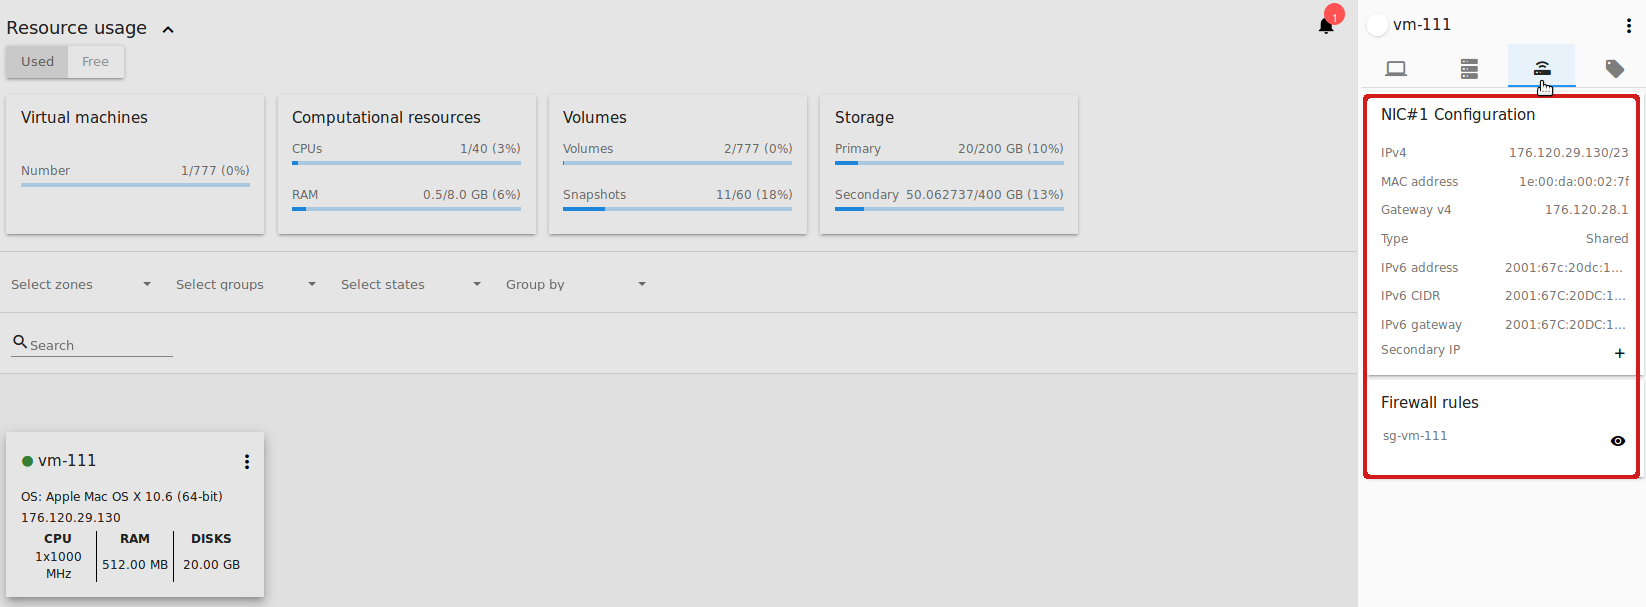 Resource usage
1
Used Free
Virtual machines
Number 1/777 (0%)
Computational resources
CPUs 1/40 (3%)
RAM 0.5/8.0 GB (6%)
Volumes
Volumes 2/777 (0%)
Snapshots 11/60 (18%)
Storage
Primary 20/200 GB (10%)
Secondary 50.062737/400 GB (13%)
Select zones Select groups Select states Group by
Search
vm-111
OS: Apple Mac OS X 10.6 (64-bit)
176.120.29.130
CPU RAM DISKS
1x1000 MHz 512.00 MB 20.00 GB
vm-111
NIC#1 Configuration
IPv4 176.120.29.130/23
MAC address 1e:00:da:00:02:7f
Gateway v4 176.120.28.1
Type Shared
IPv6 address 2001:67c:20dc:1...
IPv6 CIDR 2001:67C:20DC:1...
IPv6 gateway 2001:67C:20DC:1...
Secondary IP +
Firewall rules
sg-vm-111